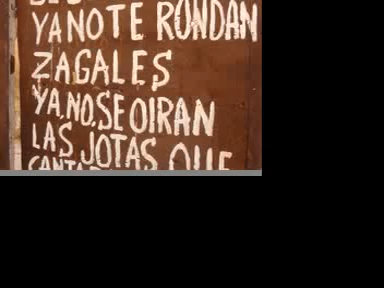 YA NO TE RONDAN
ZAGALES
YA.NO.SE OIRAN
LAS JOTAS QUE